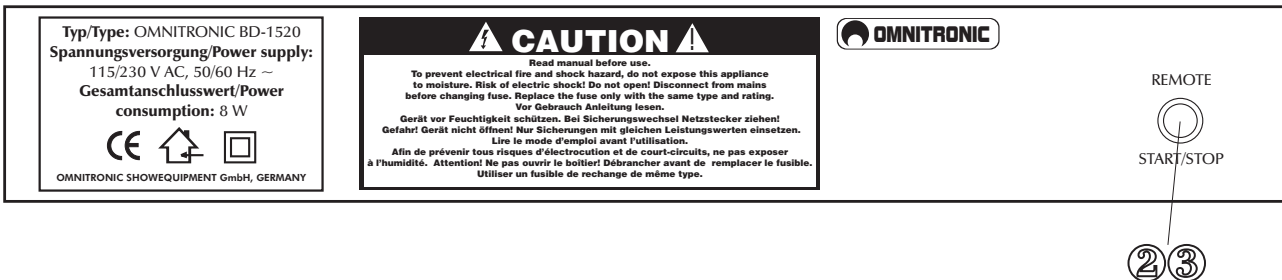 Typ/Type: OMNITRONIC BD-1520
Spannungsversorgung/Power supply:
115/230 V AC, 50/60 Hz ~
Gesamtanschlusswert/Power
consumption: 8 W
CE
OMNITRONIC SHOWEQUIPMENT GmbH, GERMANY
CAUTION
Read manual before use.
To prevent electrical fire and shock hazard, do not expose this appliance
to moisture. Risk of electric shock! Do not open! Disconnect from mains
before changing fuse. Replace the fuse only with the same type and rating.
Vor Gebrauch Anleitung lesen.
Gerät vor Feuchtigkeit schützen. Bei Sicherungswechsel Netzstecker ziehen!
Gefahr! Gerät nicht öffnen! Nur Sicherungen mit gleichen Leistungswerten einsetzen.
Lire le mode d'emploi avant l'utilisation.
Afin de prévenir tous risques d'électrocution et de court-circuits, ne pas exposer
à l'humidité. Attention! Ne pas ouvrir le boîtier! Débrancher avant de remplacer le fusible.
Utiliser un fusible de rechange de même type.
OMNITRONIC
REMOTE
START/STOP
②③